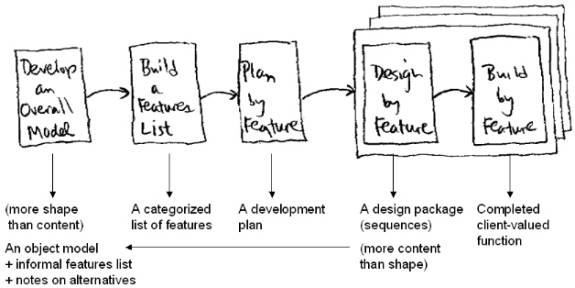 Develop
an
Overall
Model
Build
a
Features
List
Plan
by
Feature
Design
by
Feature
Build
by
Feature
(more shape
than content)
An object model
+ informal features list
+ notes on alternatives
A categorized
list of features
A development
plan
A design package
(sequences)
(more content
than shape)
Completed
client-valued
function